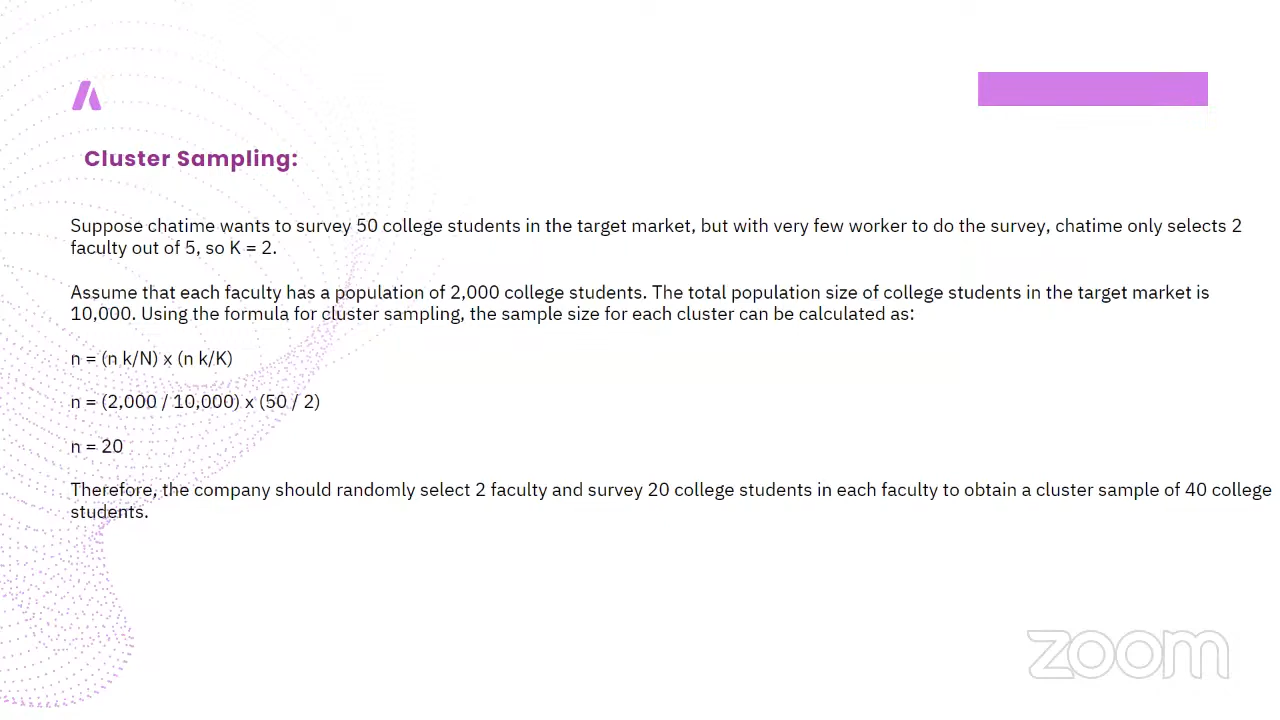 Cluster Sampling:
Suppose chatime wants to survey 50 college students in the target market, but with very few worker to do the survey, chatime only selects 2
faculty out of 5, so K = 2.
Assume that each faculty has a population of 2,000 college students. The total population size of college students in the target market is
10,000. Using the formula for cluster sampling, the sample size for each cluster can be calculated as:
n = (n k/N) x (n k/K)
n = (2,000 / 10,000) x (50 / 2)
n = 20
Therefore, the company should randomly select 2 faculty and survey 20 college students in each faculty to obtain a cluster sample of 40 college
students.
zoom